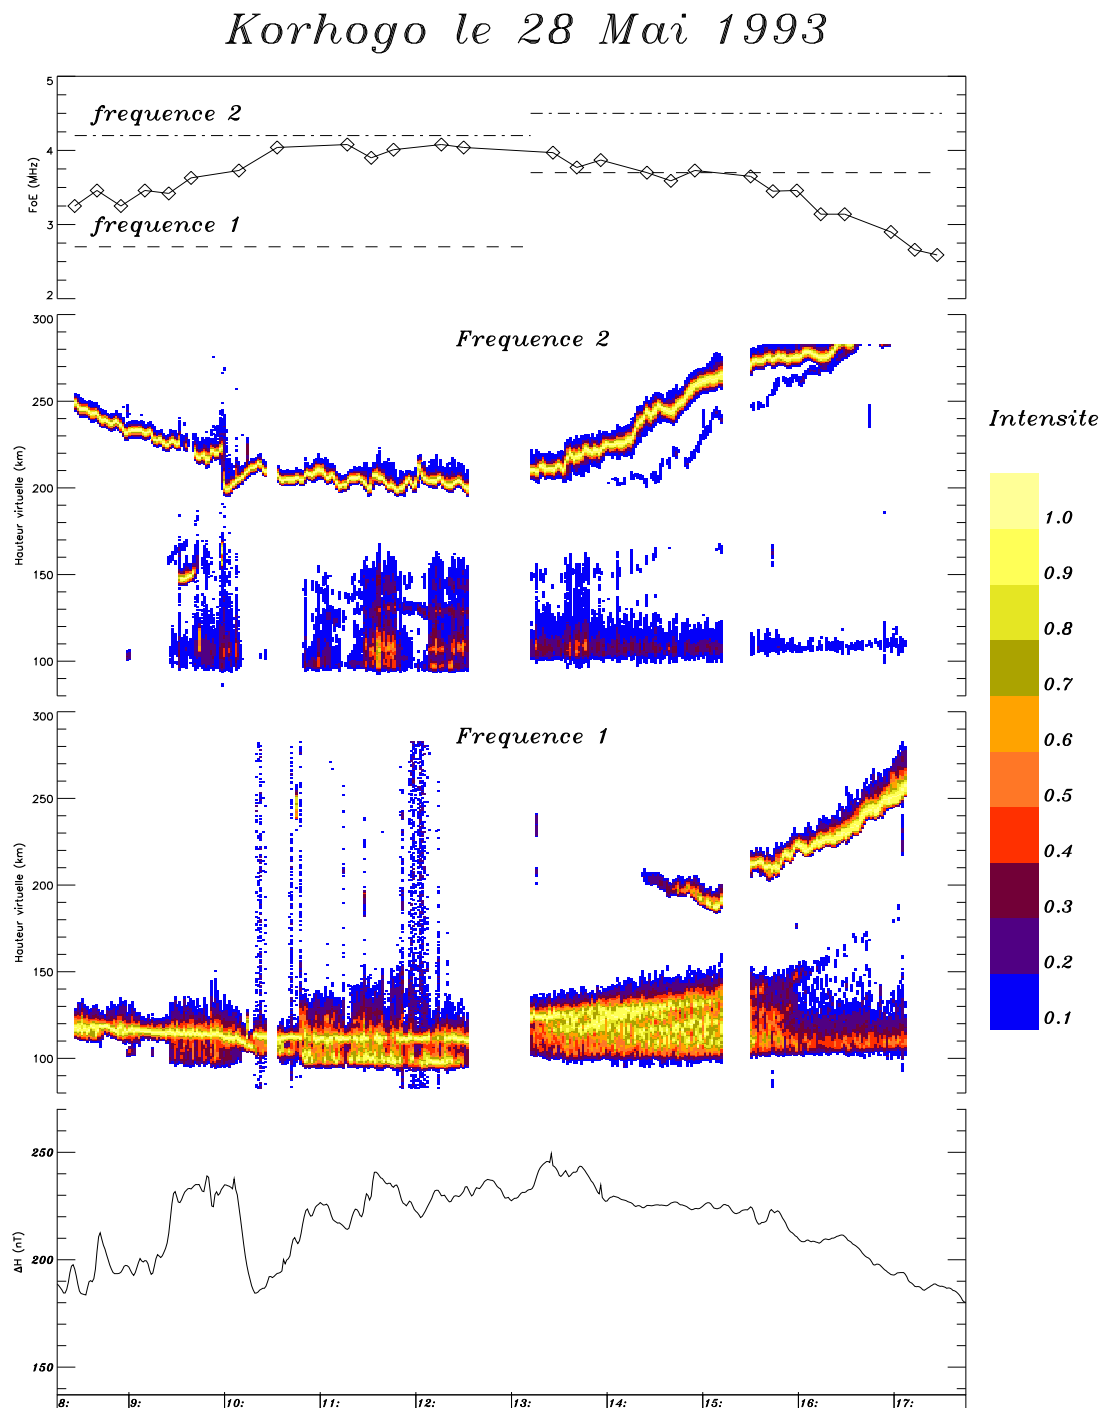 Korhogo le 28 Mai 1993
5
frequence 2
4
FoE (MHz)
3
frequence 1
2
300
Frequence 2
250
Hauteur virtuelle (km)
200
150
100
Intensite
1.0
0.9
0.8
0.7
0.6
0.5
0.4
0.3
0.2
0.1
300
Frequence 1
250
Hauteur virtuelle (km)
200
150
100
250
ΔH (nT)
200
150
8: 9: 10: 11: 12: 13: 14: 15: 16: 17: